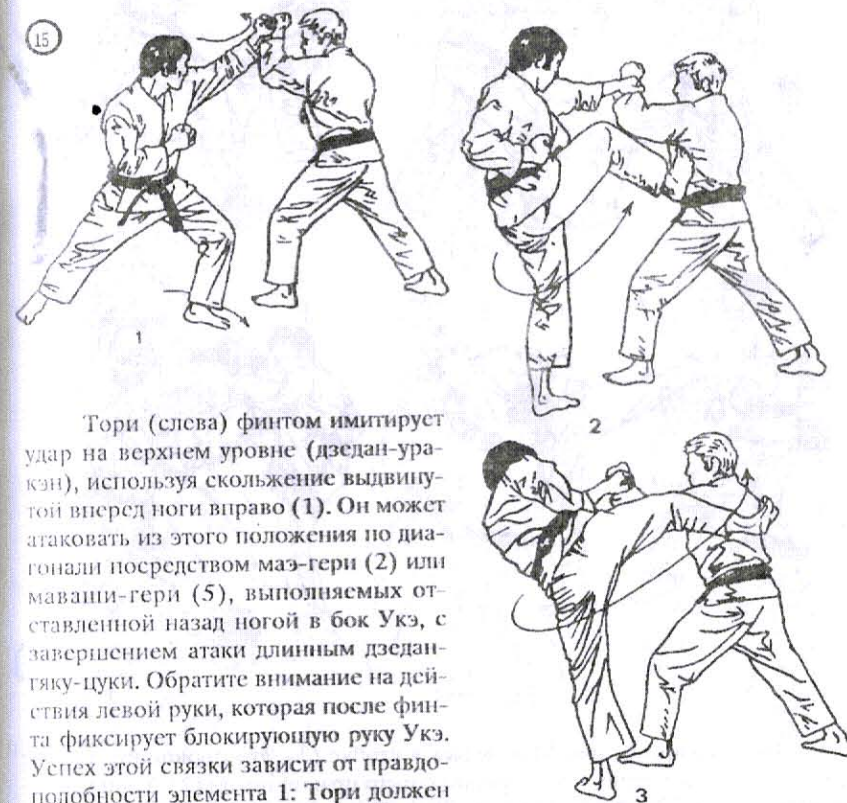 15
1
2
Тори (слева) финтом имитирует
удар на верхнем уровне (дзедан-ура-
кэн), используя скольжение выдвину-
той вперед ноги вправо (1). Он может
атаковать из этого положения по диа-
гонали посредством маэ-гери (2) или
маваши-гери (5), выполняемых от-
ставленной назад ногой в бок Укэ, с
завершением атаки длинным дзедан-
гяку-цуки. Обратите внимание на дей-
ствия левой руки, которая после фин-
та фиксирует блокирующую руку Укэ.
Успех этой связки зависит от правдо-
подобности элемента 1: Тори должен
3